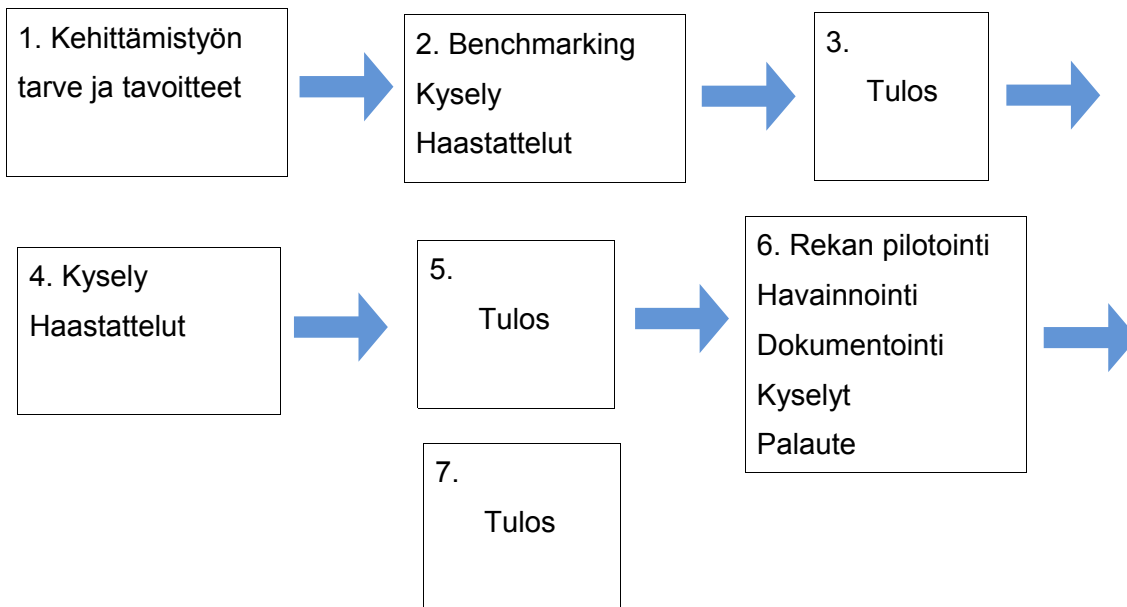 1. Kehittämistyön
tarve ja tavoitteet
2. Benchmarking
Kysely
Haastattelut
3.
Tulos
4. Kysely
Haastattelut
5.
Tulos
6. Rekan pilotointi
Havainnointi
Dokumentointi
Kyselyt
Palaute
7.
Tulos